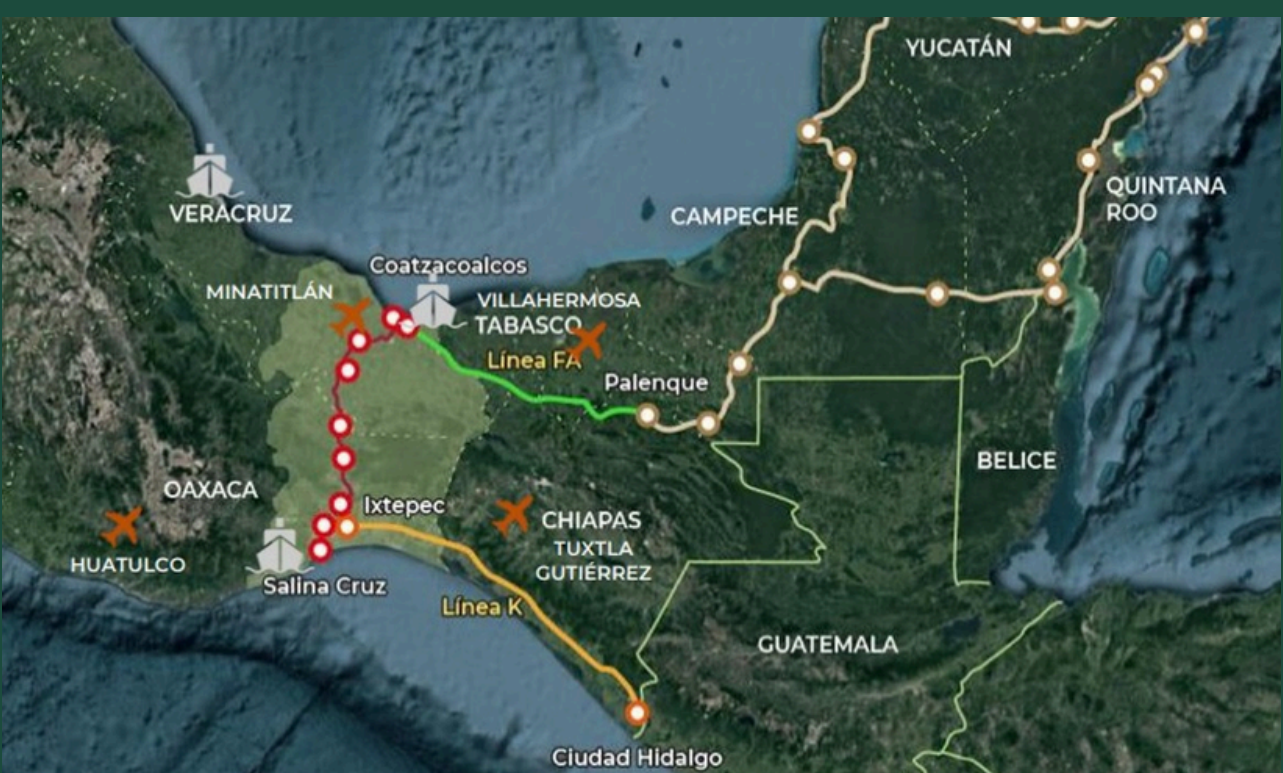 YUCATÁN
QUINTANA
ROO
VERACRUZ
CAMPECHE
Coatzacoalcos
MINATITLÁN
VILLAHERMOSA
TABASCO
Línea FA
Palenque
BELICE
OAXACA
Ixtepec
CHIAPAS
TUXTLA
GUTIÉRREZ
HUATULCO
Salina Cruz
Línea K
GUATEMALA
Ciudad Hidalgo